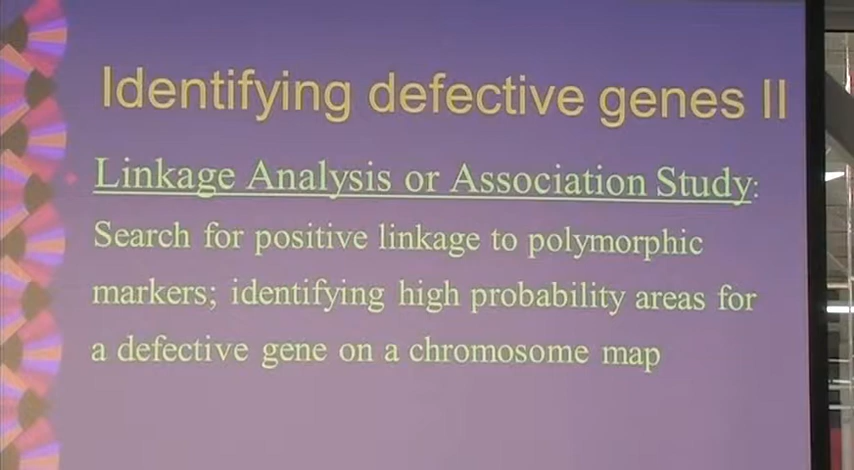 Identifying defective genes II
Linkage Analysis or Association Study:
Search for positive linkage to polymorphic
markers; identifying high probability areas for
a defective gene on a chromosome map